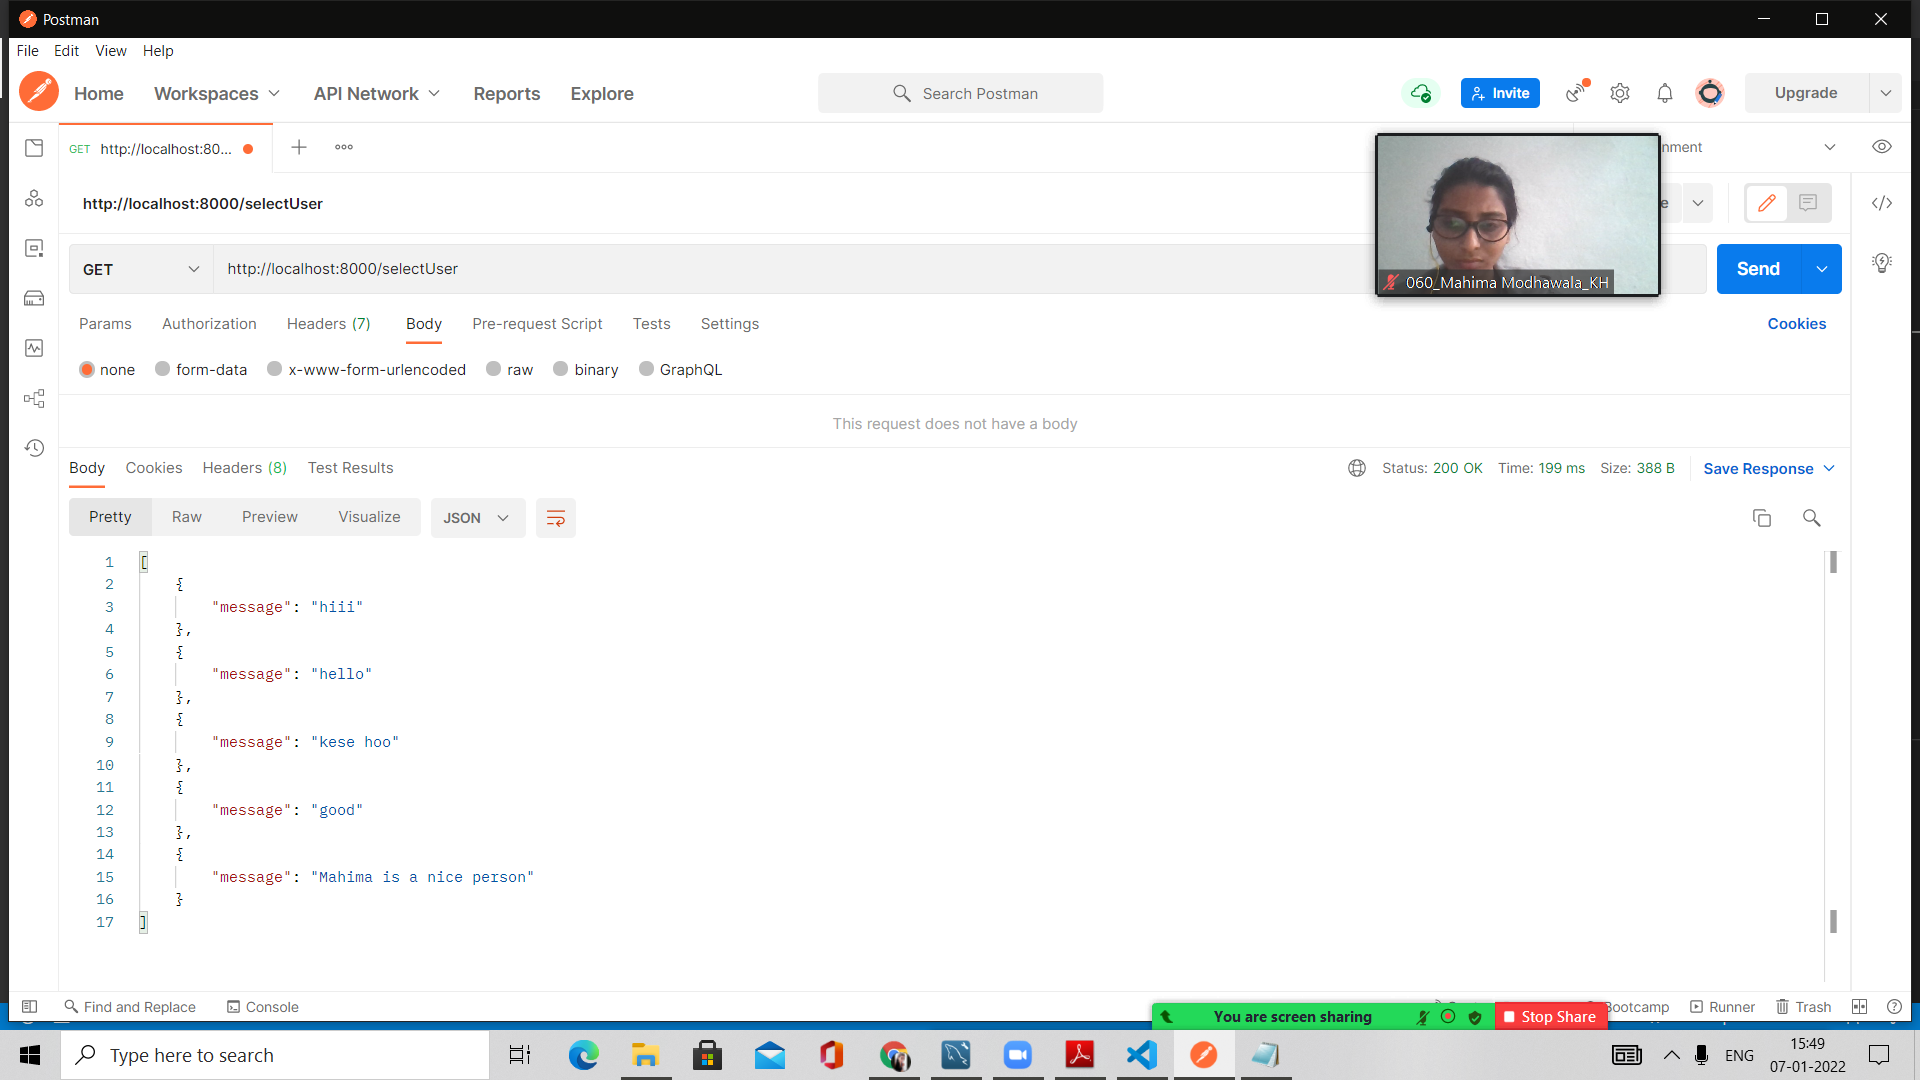 Postman
File Edit View Help
Home Workspaces API Network Reports Explore Search Postman Invite Upgrade
GET http://localhost:80... nment
http://localhost:8000/selectUser
GET http://localhost:8000/selectUser Send
060_Mahima Modhawala_KH
Params Authorization Headers (7) Body Pre-request Script Tests Settings Cookies
none form-data x-www-form-urlencoded raw binary GraphQL
This request does not have a body
Body Cookies Headers (8) Test Results Status: 200 OK Time: 199 ms Size: 388 B Save Response
Pretty Raw Preview Visualize JSON
1 [
2 {
3 "message": "hiii"
4 },
5 {
6 "message": "hello"
7 },
8 {
9 "message": "kese hoo"
10 },
11 {
12 "message": "good"
13 },
14 {
15 "message": "Mahima is a nice person"
16 }
17 ]
Find and Replace Console Bootcamp Runner Trash
You are screen sharing Stop Share
Type here to search ENG 15:49
07-01-2022